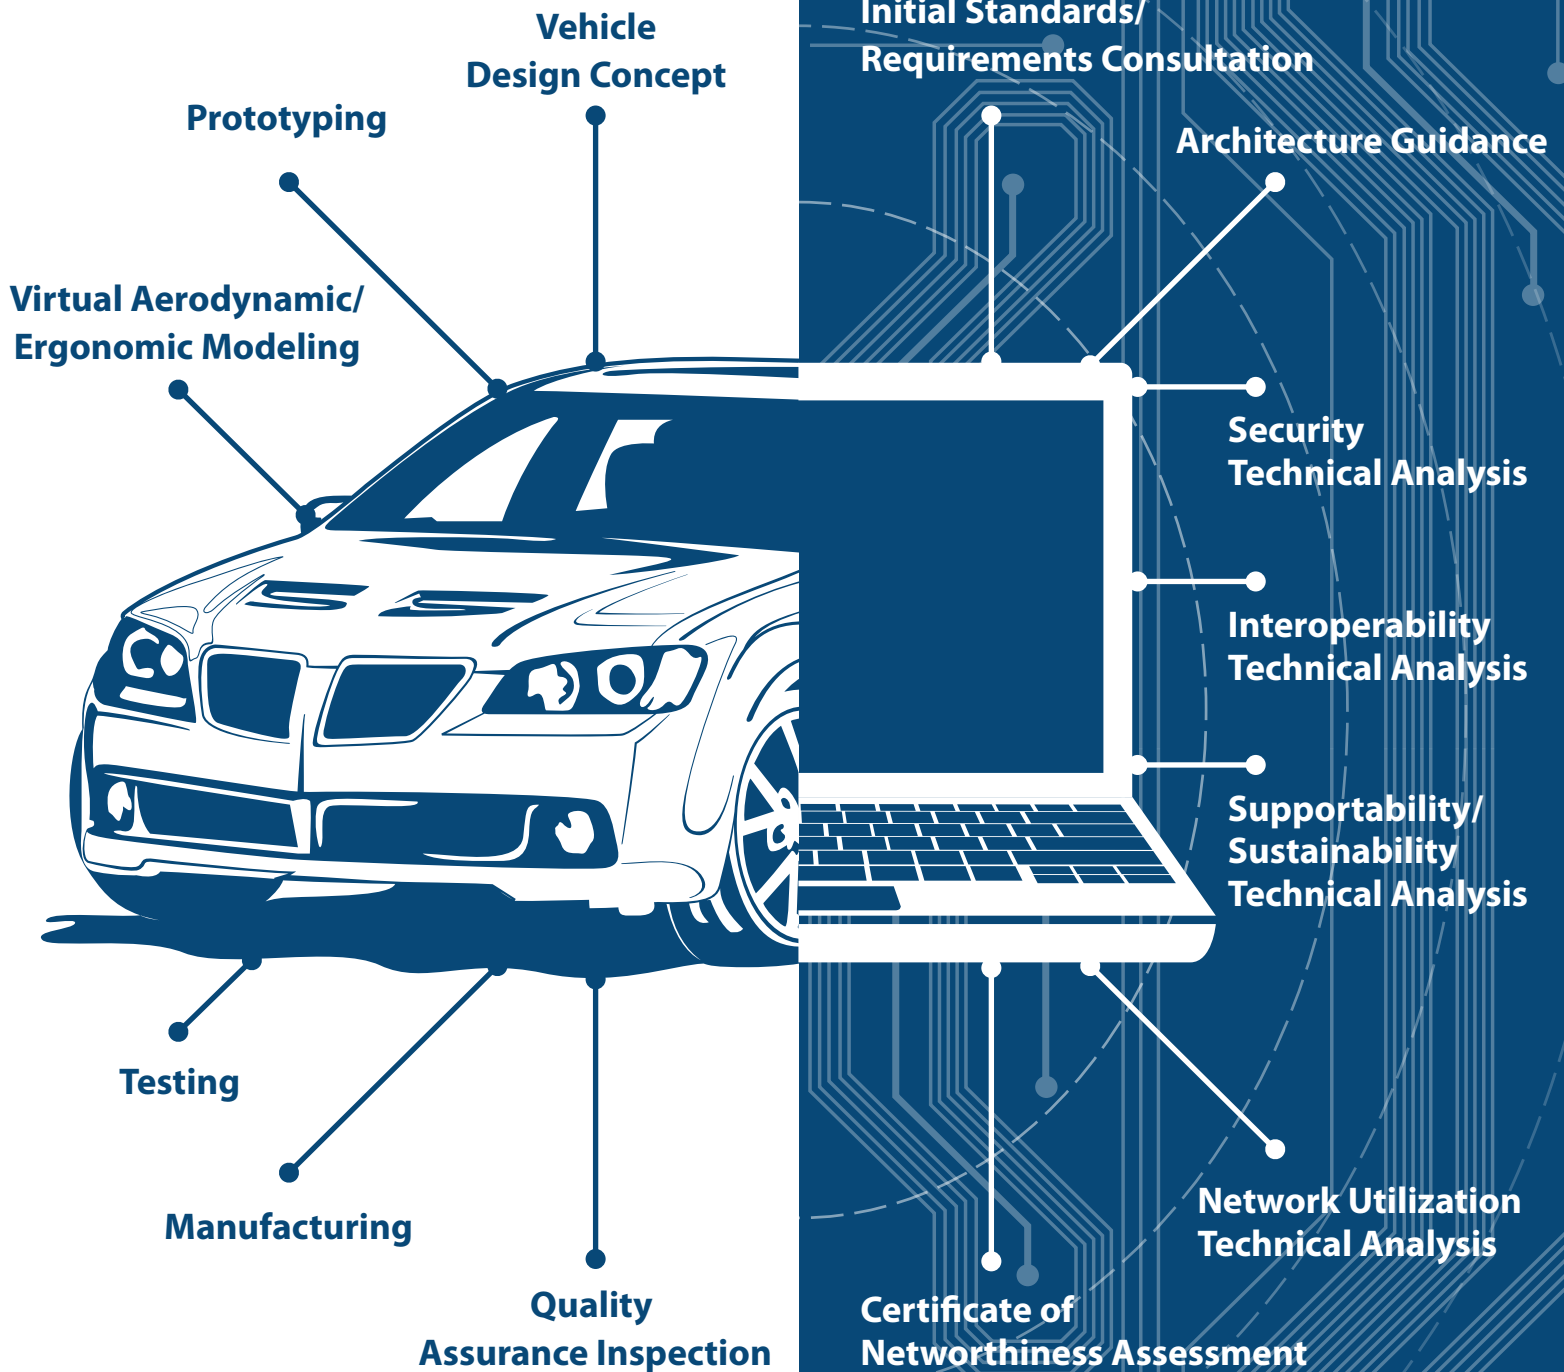 Vehicle
Design Concept
Prototyping
Virtual Aerodynamic/
Ergonomic Modeling
Testing
Manufacturing
Quality
Assurance Inspection
Initial Standards/
Requirements Consultation
Architecture Guidance
Security
Technical Analysis
Interoperability
Technical Analysis
Supportability/
Sustainability
Technical Analysis
Network Utilization
Technical Analysis
Certificate of
Networthiness Assessment